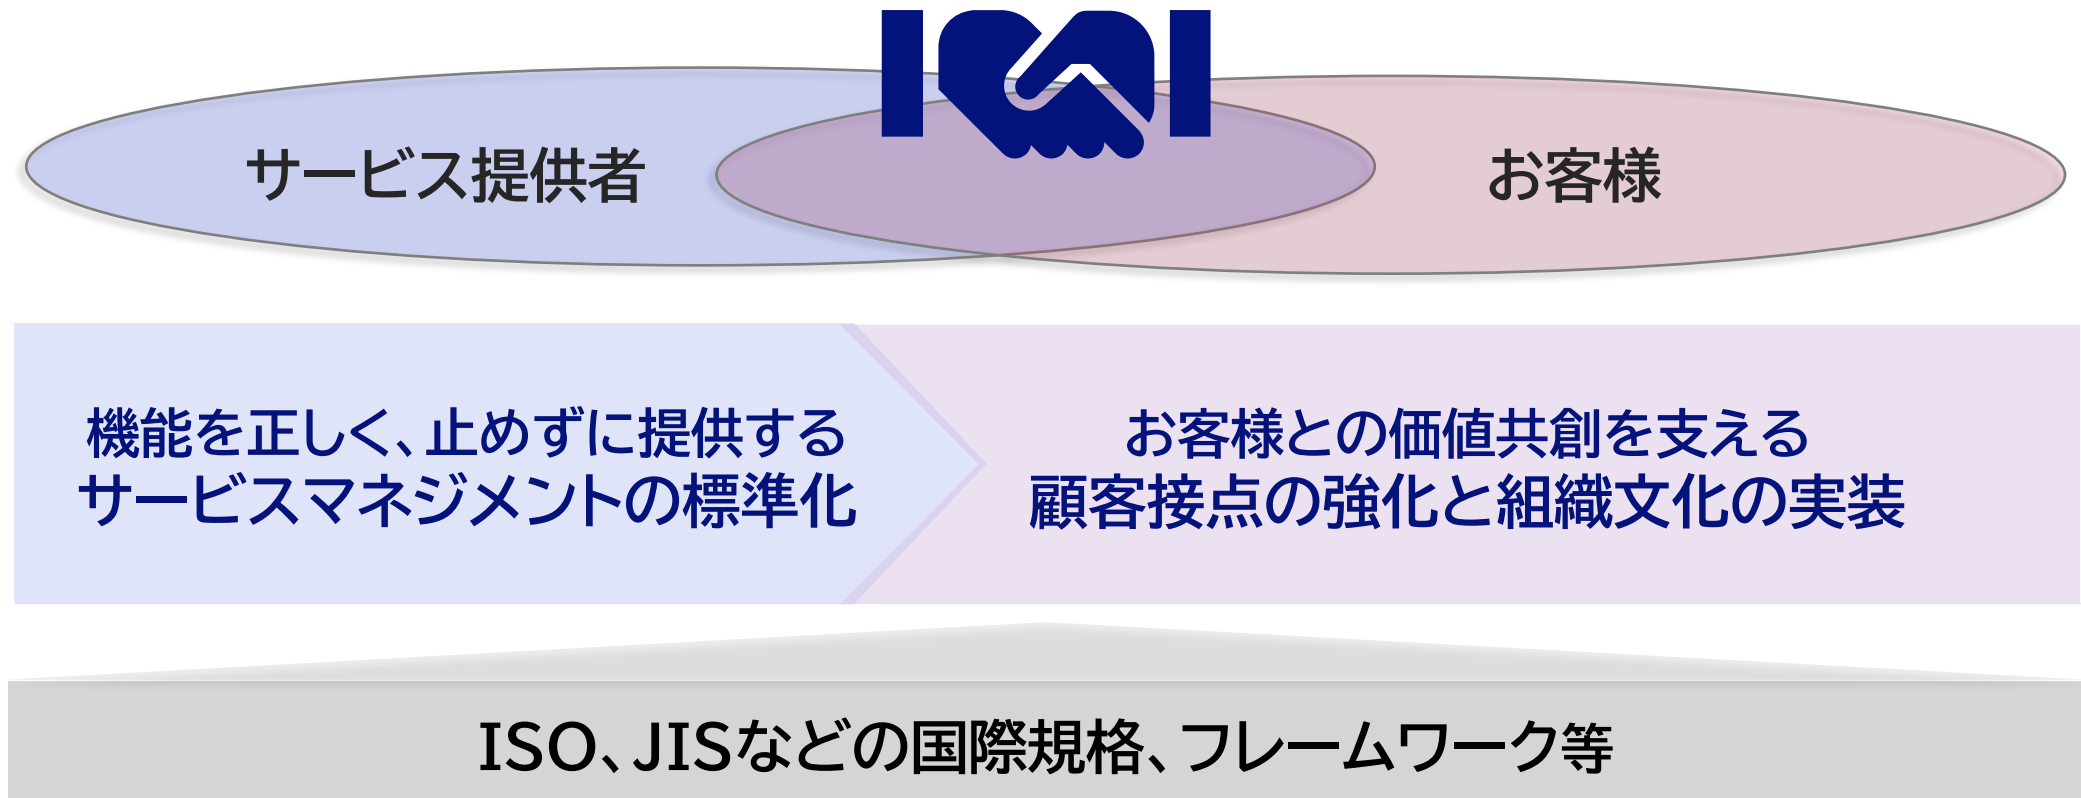 サービス提供者
お客様
機能を正しく、止めずに提供する
サービスマネジメントの標準化
お客様との価値共創を支える
顧客接点の強化と組織文化の実装
ISO、JISなどの国際規格、フレームワーク等